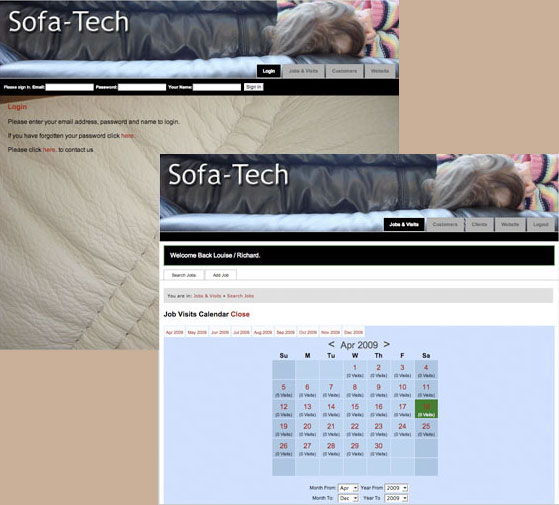 Sofa-Tech
Login Jobs & Visits Customers Website
Please sign in. Email: Password: Your Name: Sign in
Login
Please enter your email address, password and name to login.
If you have forgotten your password click here.
Please click here. to contact us
Sofa-Tech
Jobs & Visits Customers Clients Website Logout
Welcome Back Louise / Richard.
Search Jobs Add Job
You are in: Jobs & Visits » Search Jobs
Job Visits Calendar Close
Apr 2009 May 2009 Jun 2009 Jul 2009 Aug 2009 Sep 2009 Oct 2009 Nov 2009 Dec 2009
< Apr 2009 >
Su M Tu W Th F Sa
1 2 3 4
(0 Visits) (0 Visits) (0 Visits) (0 Visits)
5 6 7 8 9 10 11
(0 Visits) (0 Visits) (0 Visits) (0 Visits) (0 Visits) (0 Visits) (0 Visits)
12 13 14 15 16 17
(0 Visits) (0 Visits) (0 Visits) (0 Visits) (0 Visits) (0 Visits) (0 Visits)
19 20 21 22 23 24 25
(0 Visits) (0 Visits) (0 Visits) (0 Visits) (0 Visits) (0 Visits) (0 Visits)
26 27 28 29 30
(0 Visits) (0 Visits) (0 Visits) (0 Visits) (0 Visits)
Month From: Apr Year From 2009
Month To: Dec Year To 2009